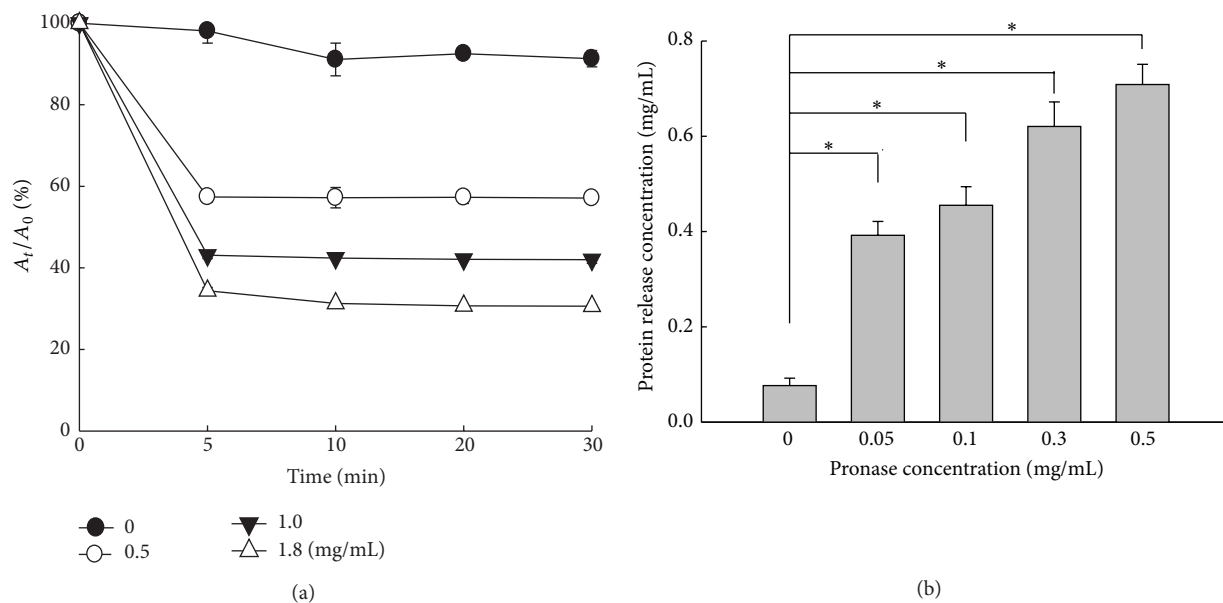 100
80
60
40
20
0
A_t/A_0 (%)
0 5 10 20 30
Time (min)
0
0.5
1.0
1.8 (mg/mL)
(a)
0.8
0.6
0.4
0.2
0.0
Protein release concentration (mg/mL)
*
*
*
*
0 0.05 0.1 0.3 0.5
Pronase concentration (mg/mL)
(b)